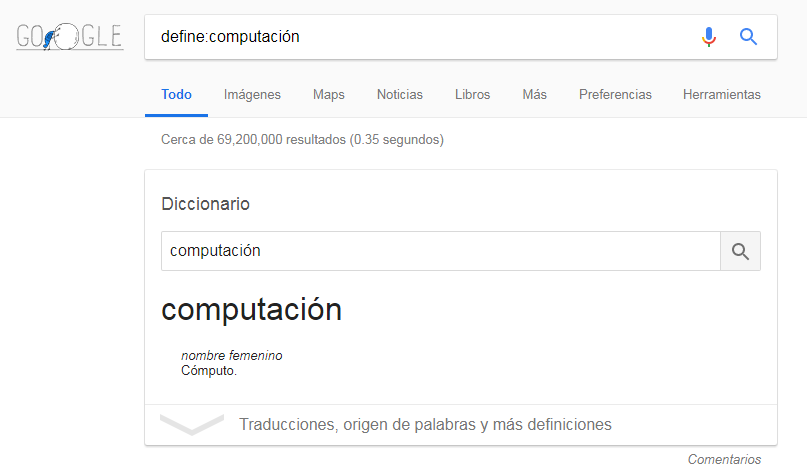 GOOGLE
define:computación
Todo Imágenes Maps Noticias Libros Más Preferencias Herramientas
Cerca de 69,200,000 resultados (0.35 segundos)
Diccionario
computación
computación
nombre femenino
Cómputo.
Traducciones, origen de palabras y más definiciones
Comentarios